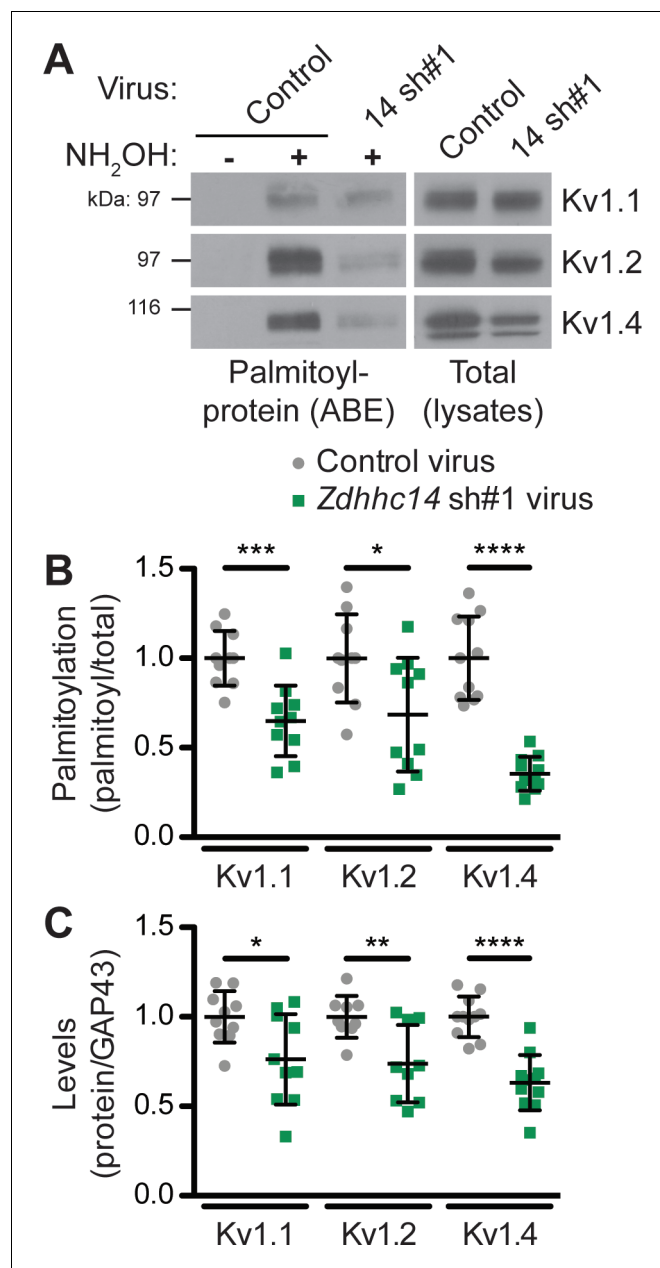 A
Virus: Control 14 sh#1 Control 14 sh#1
NH2OH: - + +
kDa: 97 Kv1.1
97 Kv1.2
116 Kv1.4
Palmitoyl- Total
protein (ABE) (lysates)
Control virus
Zdhhc14 sh#1 virus
B
*** * ****
1.5
1.0
0.5
0.0
Palmitoylation
(palmitoyl/total)
Kv1.1 Kv1.2 Kv1.4
C
* ** ****
1.5
1.0
0.5
0.0
Levels
(protein/GAP43)
Kv1.1 Kv1.2 Kv1.4